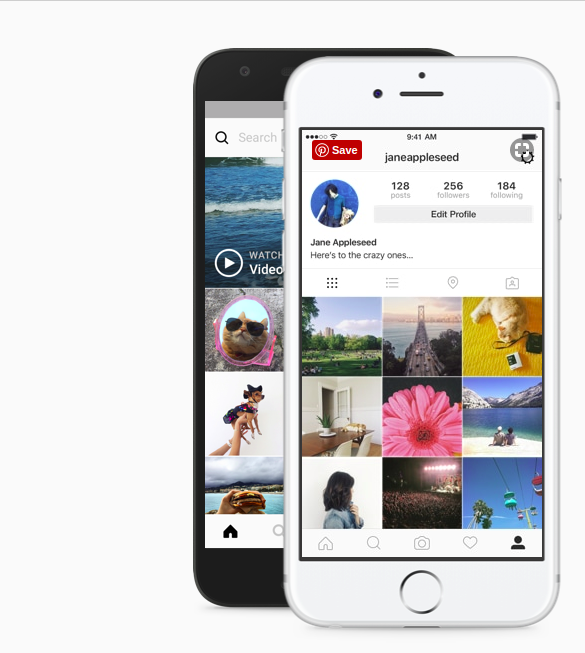 Search
WATCH
Video
9:41 AM
Save
janeappleseed
128 256 184
posts followers following
Edit Profile
Jane Appleseed
Here's to the crazy ones...